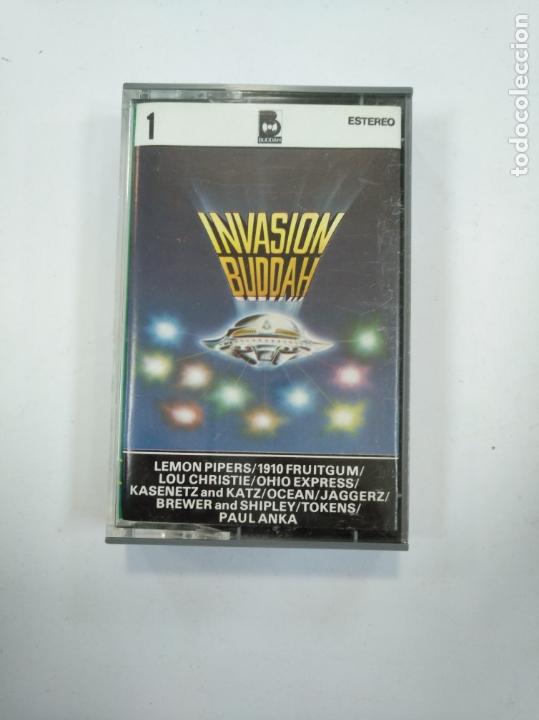 1
BUDDAH
ESTEREO
INVASION
BUDDAH
LEMON PIPERS/1910 FRUITGUM/
LOU CHRISTIE/OHIO EXPRESS/
KASENETZ and KATZ/OCEAN/JAGGERZ/
BREWER and SHIPLEY/TOKENS/
PAUL ANKA
todocoleccion